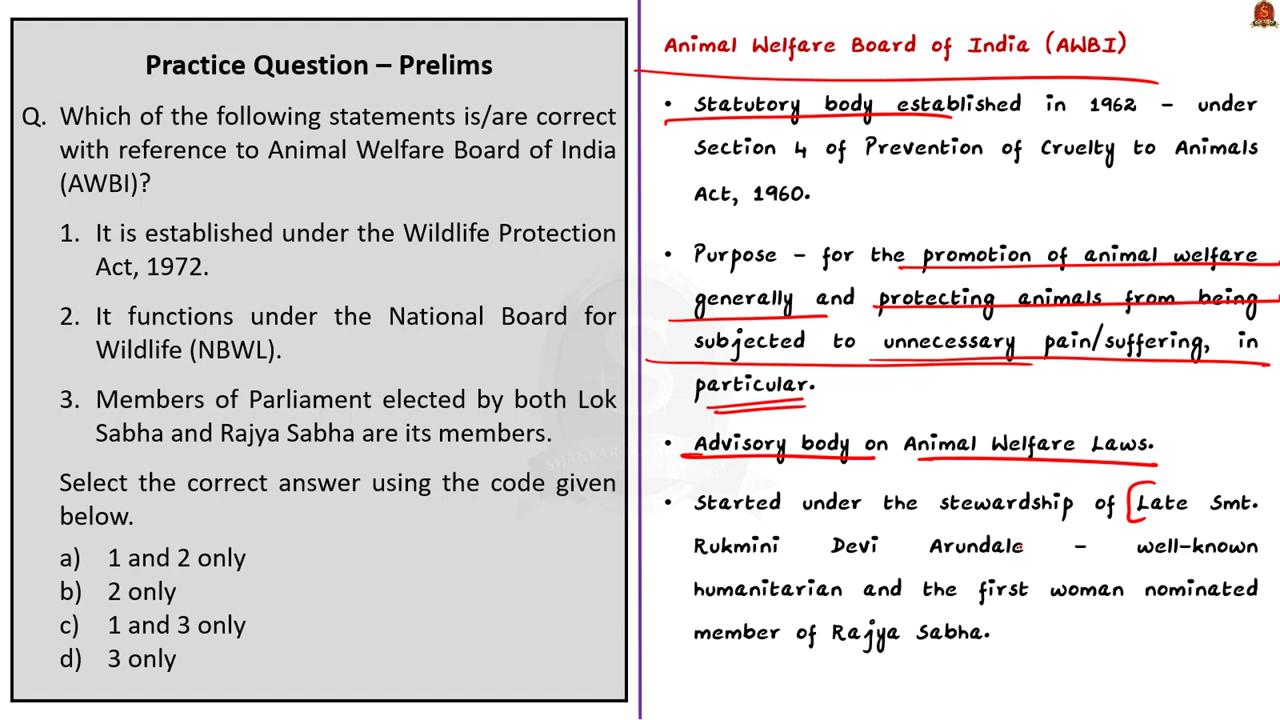 Practice Question – Prelims
Q. Which of the following statements is/are correct
with reference to Animal Welfare Board of India
(AWBI)?
1. It is established under the Wildlife Protection
Act, 1972.
2. It functions under the National Board for
Wildlife (NBWL).
3. Members of Parliament elected by both Lok
Sabha and Rajya Sabha are its members.
Select the correct answer using the code given
below.
a) 1 and 2 only
b) 2 only
c) 1 and 3 only
d) 3 only
Animal Welfare Board of India (AWBI)
• Statutory body established in 1962 - under
Section 4 of Prevention of Cruelty to Animals
Act, 1960.
• Purpose - for the promotion of animal welfare
generally and protecting animals from being
subjected to unnecessary pain/suffering, in
particular.
• Advisory body on Animal Welfare Laws.
• Started under the stewardship of Late Smt.
Rukmini Devi Arundale - well-known
humanitarian and the first woman nominated
member of Rajya Sabha.